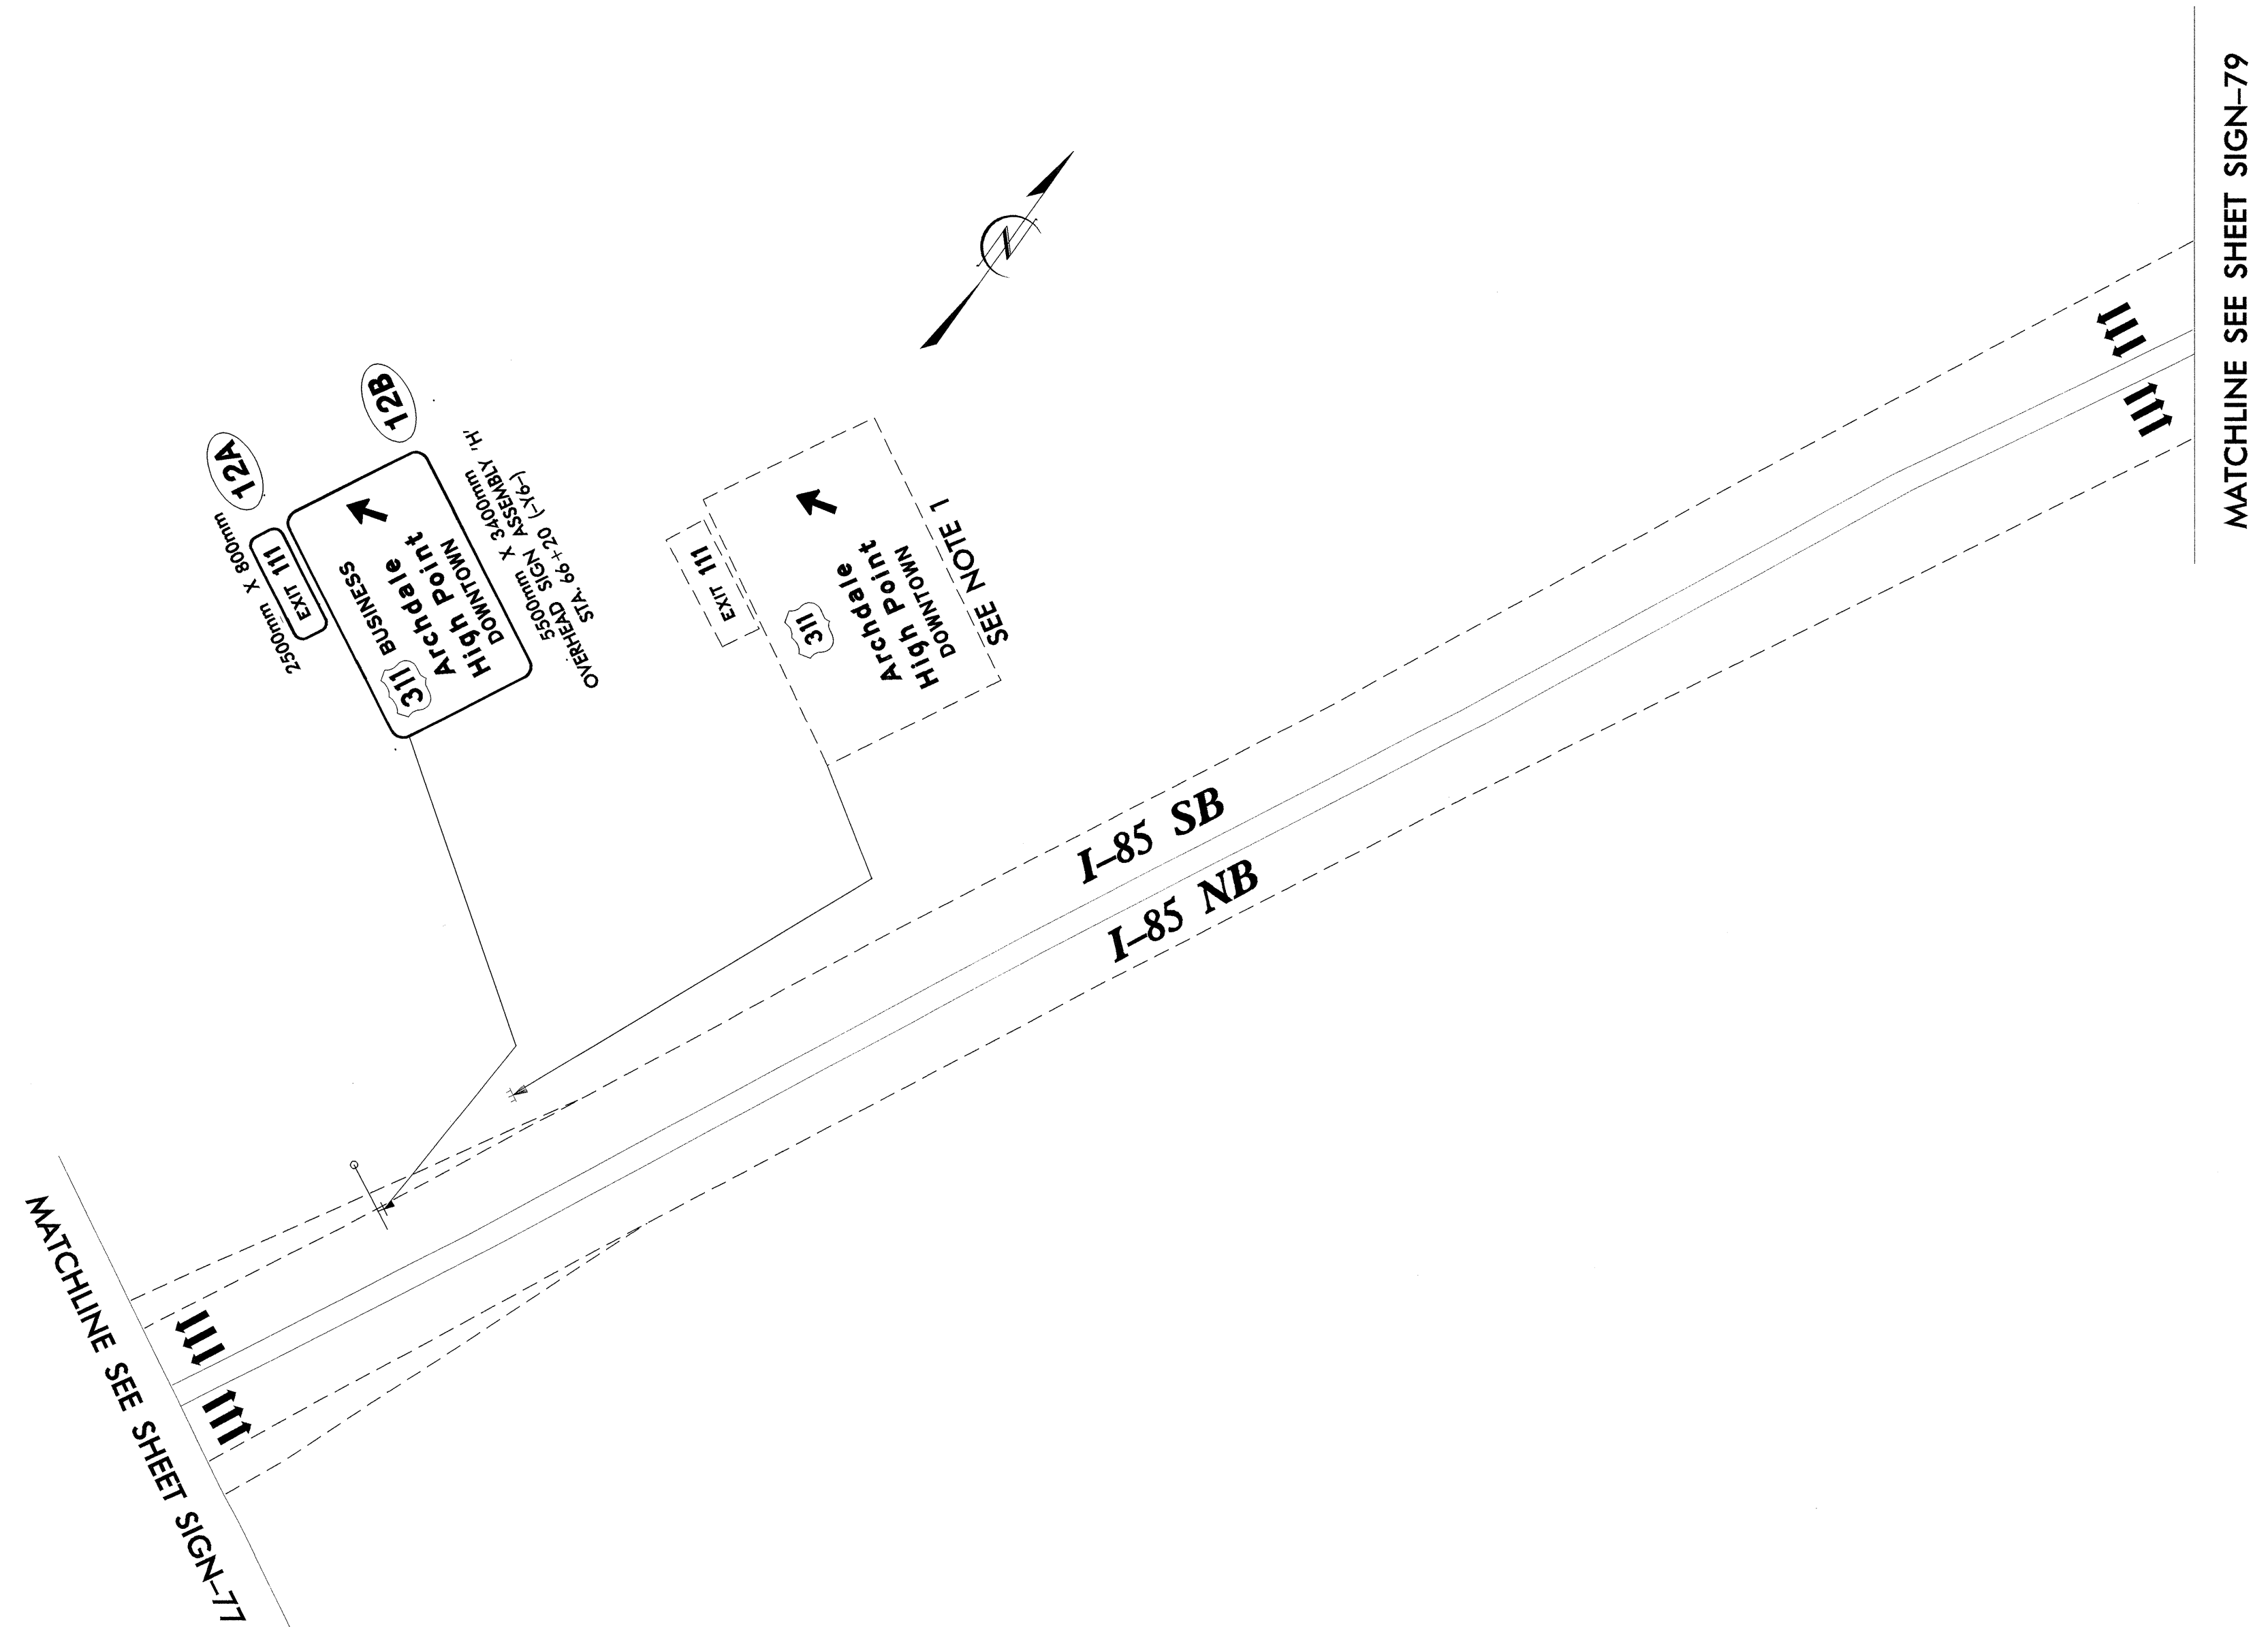 MATCHLINE SEE SHEET SIGN-79
N
12A
12B
2500mm X 800mm
EXIT 111
311 BUSINESS
Archdale
High Point
DOWNTOWN
5500mm X 3400mm
OVERHEAD SIGN ASSEMBLY "H"
STA. 66+20 (-Y6-)
EXIT 111
311
Archdale
High Point
DOWNTOWN
SEE NOTE 1
I-85 SB
I-85 NB
MATCHLINE SEE SHEET SIGN-77